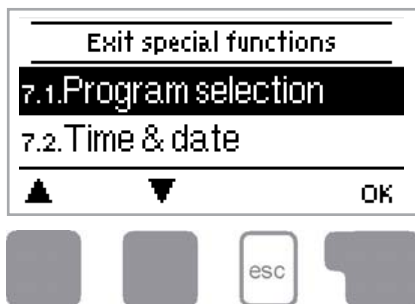 Exit special functions
7.1.Program selection
7.2.Time & date
▲ ▼ OK
esc